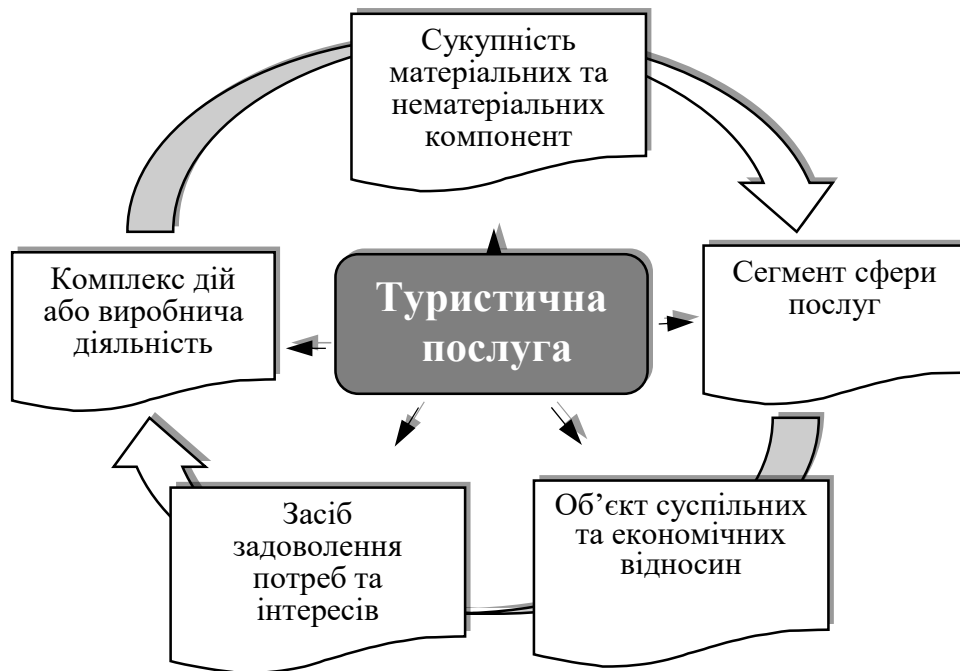 Сукупність
матеріальних та
нематеріальних
компонент
Комплекс дій
або виробнича
діяльність
Туристична
послуга
Сегмент сфери
послуг
Засіб
задоволення
потреб та
інтересів
Об’єкт суспільних
та економічних
відносин